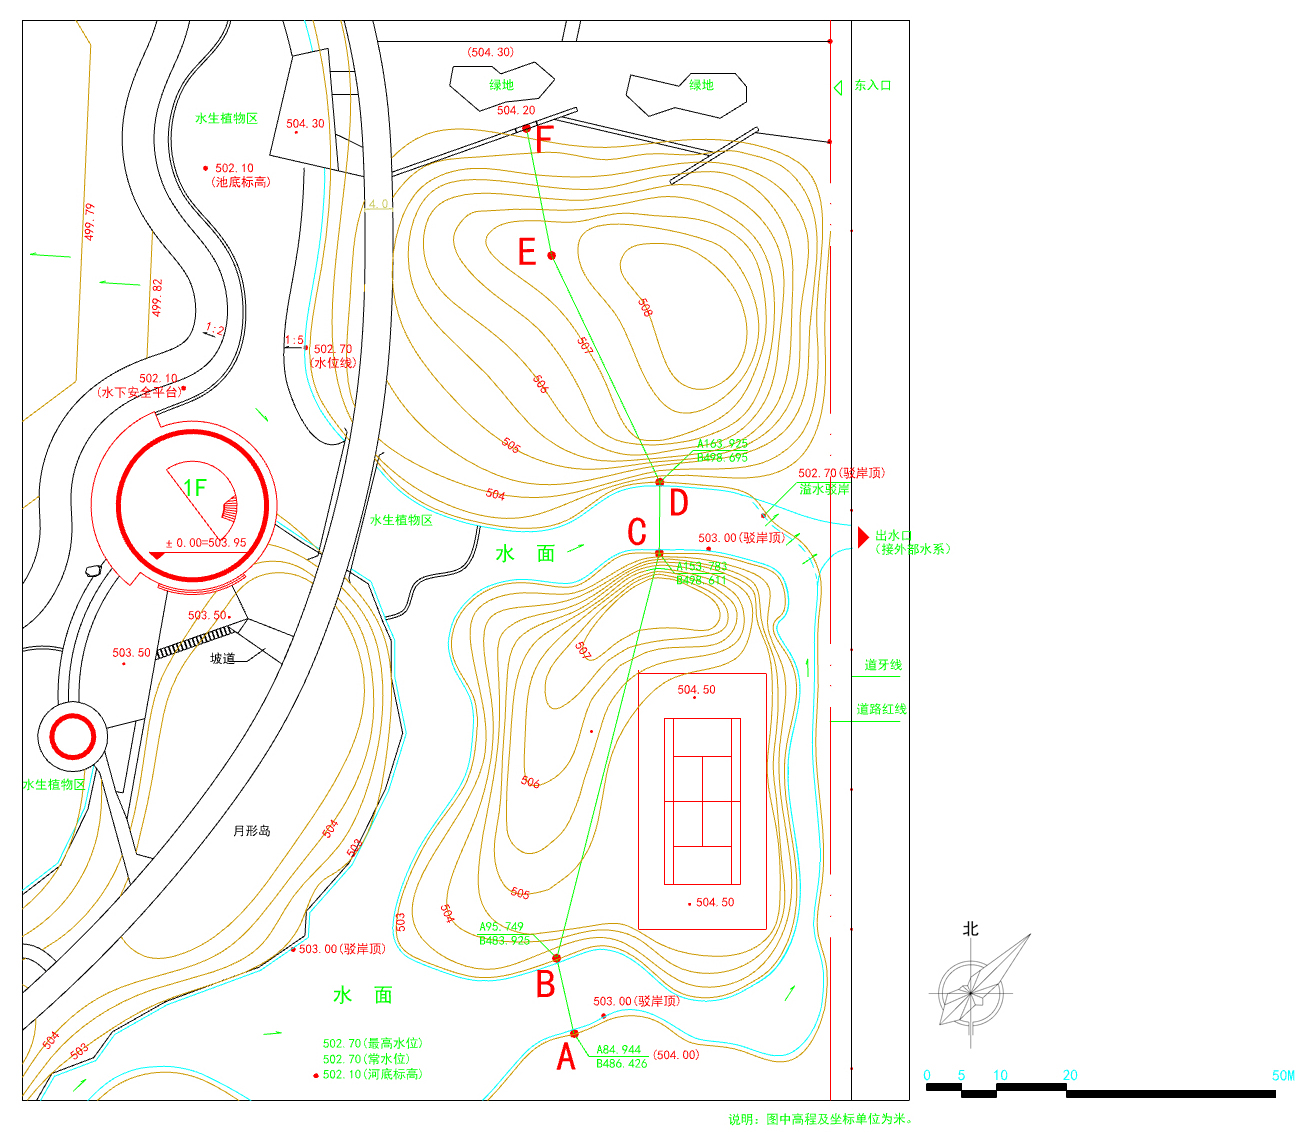 (504.30)
绿地
绿地
东入口
504.20
水生植物区
504.30
F
502.10
(池底标高)
4.0
499.79
E
499.82
508
1:2
1:5
502.70
(水位线)
507
502.10
(水下安全平台)
506
505
A163.925
B498.695
502.70(驳岸顶)
溢水驳岸
1F
504
D
水生植物区
C
503.00(驳岸顶)
出水口
(接外部水系)
± 0.00=503.95
水 面
A153.783
B498.611
503.50
503.50
坡道
507
道牙线
504.50
道路红线
水生植物区
506
月形岛
504
503
505
504.50
503
504
A95.749
B483.925
北
503.00(驳岸顶)
B
水 面
503.00(驳岸顶)
504
503
502.70(最高水位)
502.70(常水位)
502.10(河底标高)
A
A84.944
B486.426
(504.00)
0 5 10 20 50M
说明: 图中高程及坐标单位为米。